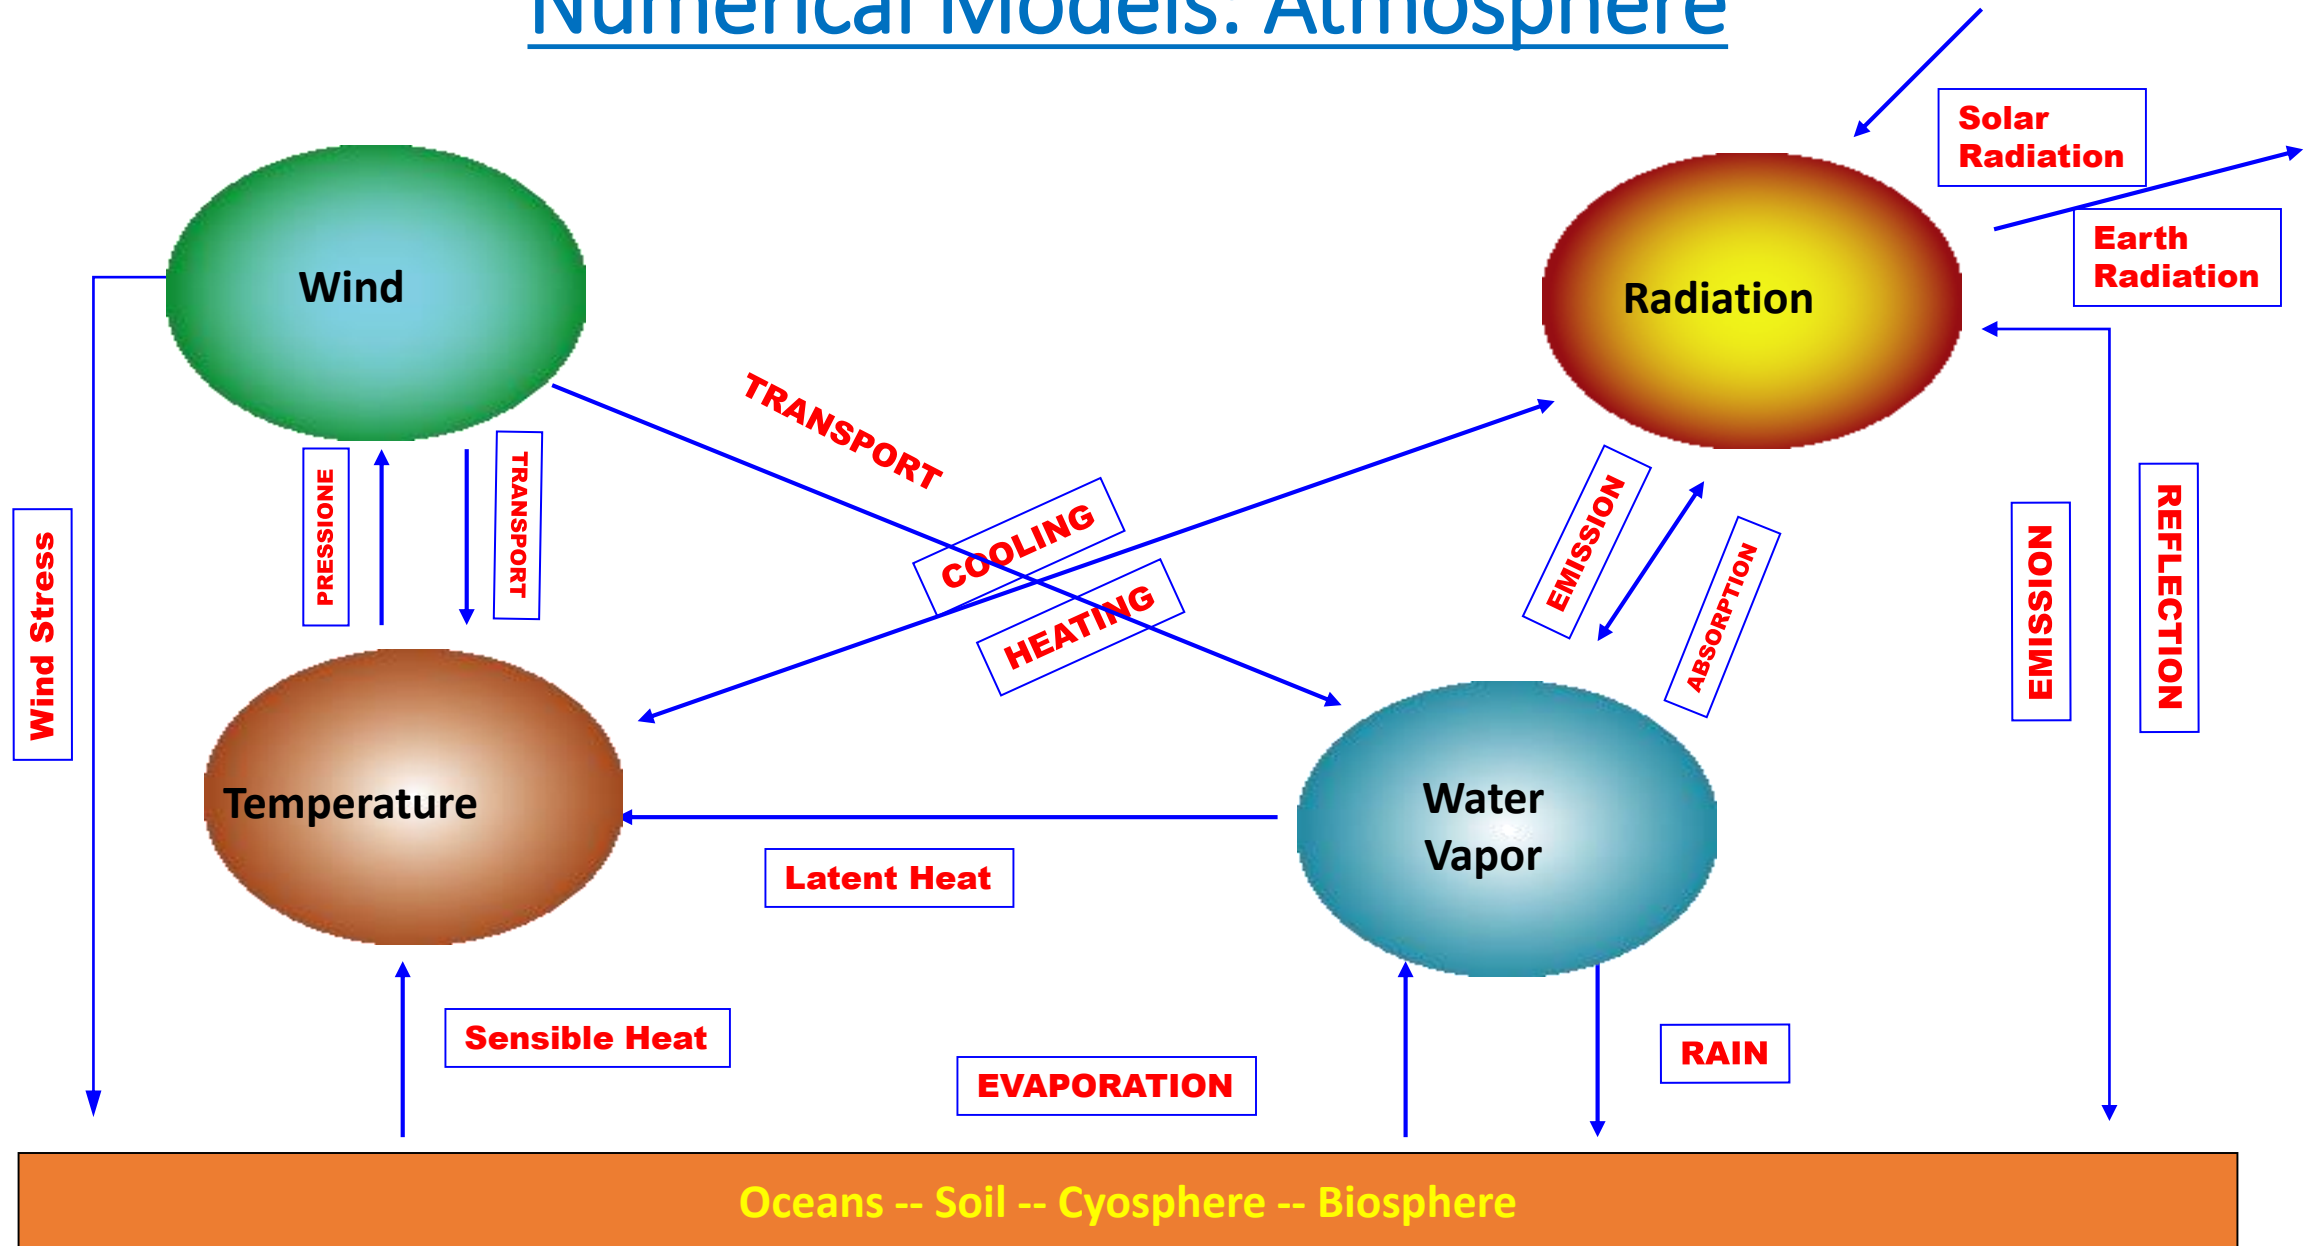 Numerical Models: Atmosphere
Solar
Radiation
Earth
Radiation
Wind
Radiation
TRANSPORT
PRESSIONE
TRANSPORT
COOLING
HEATING
EMISSION
ABSORPTION
EMISSION
REFLECTION
Wind Stress
Temperature
Water
Vapor
Latent Heat
Sensible Heat
EVAPORATION
RAIN
Oceans -- Soil -- Cyosphere -- Biosphere